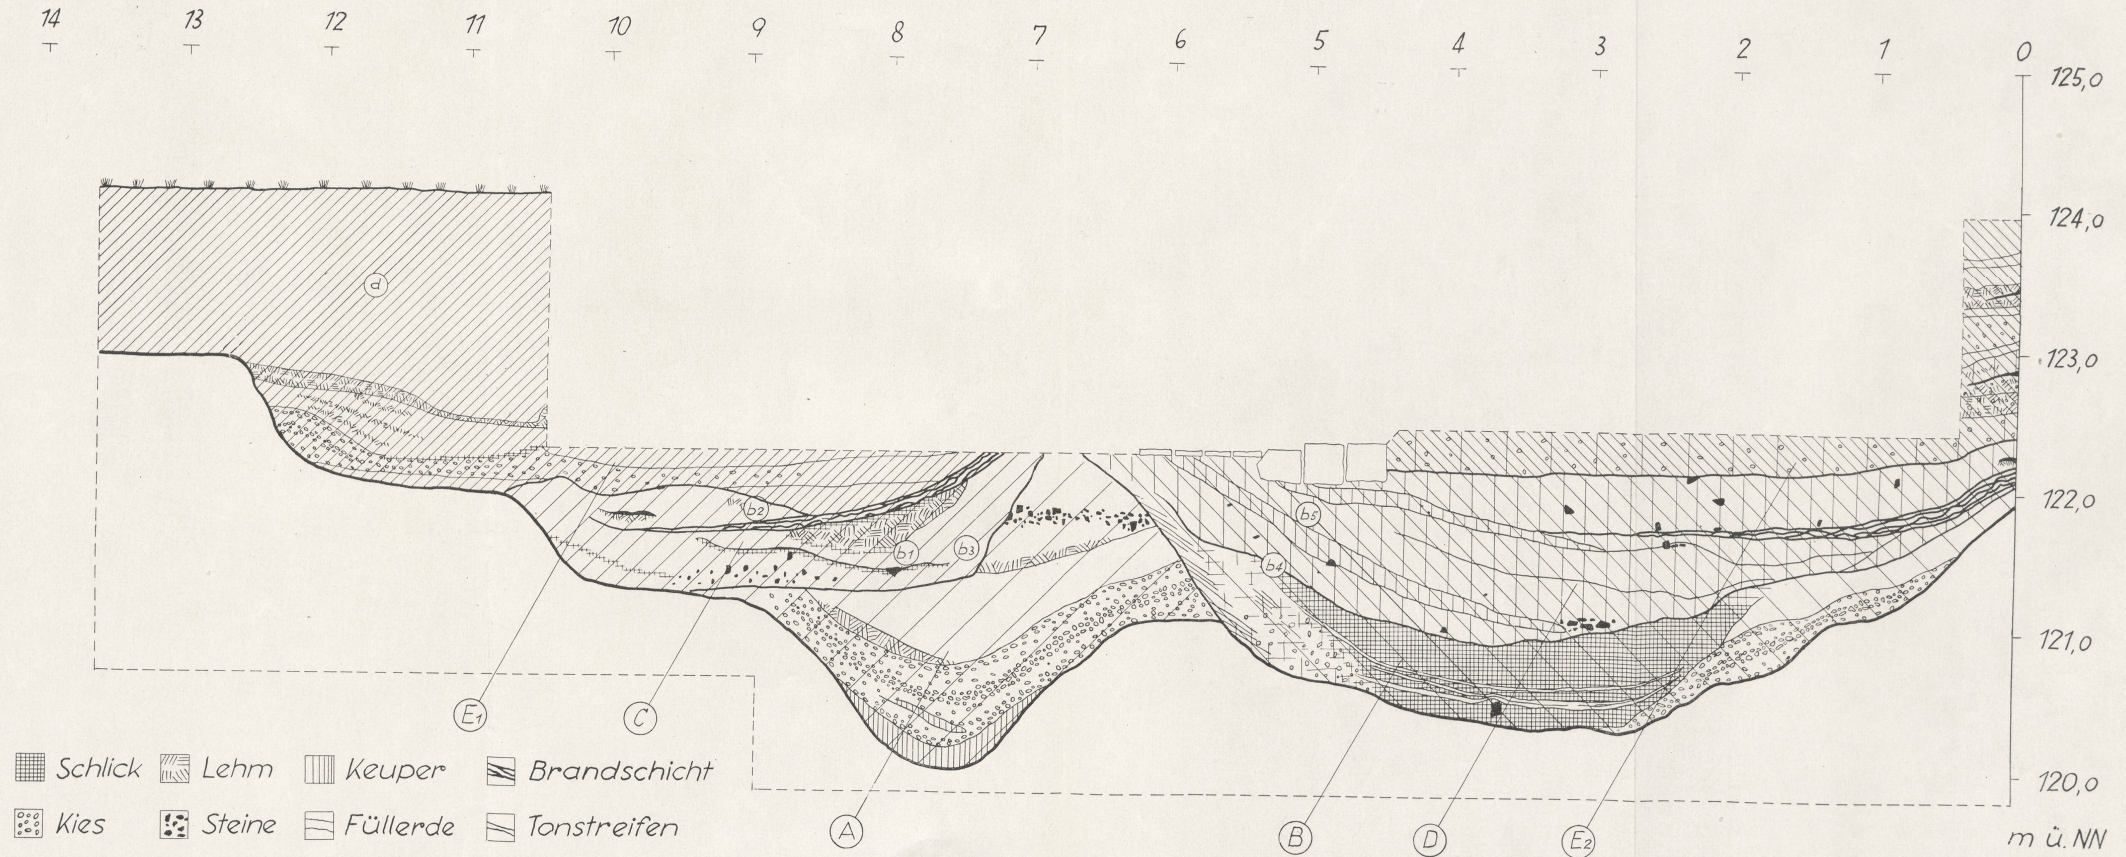 14 13 12 11 10 9 8 7 6 5 4 3 2 1 0
125,0
124,0
d
123,0
122,0
b2
b5
b1
b3
b4
121,0
E1
C
120,0
Schlick Lehm Keuper Brandschicht
Kies Steine Füllerde Tonstreifen
A
B
D
E2
m ü. NN